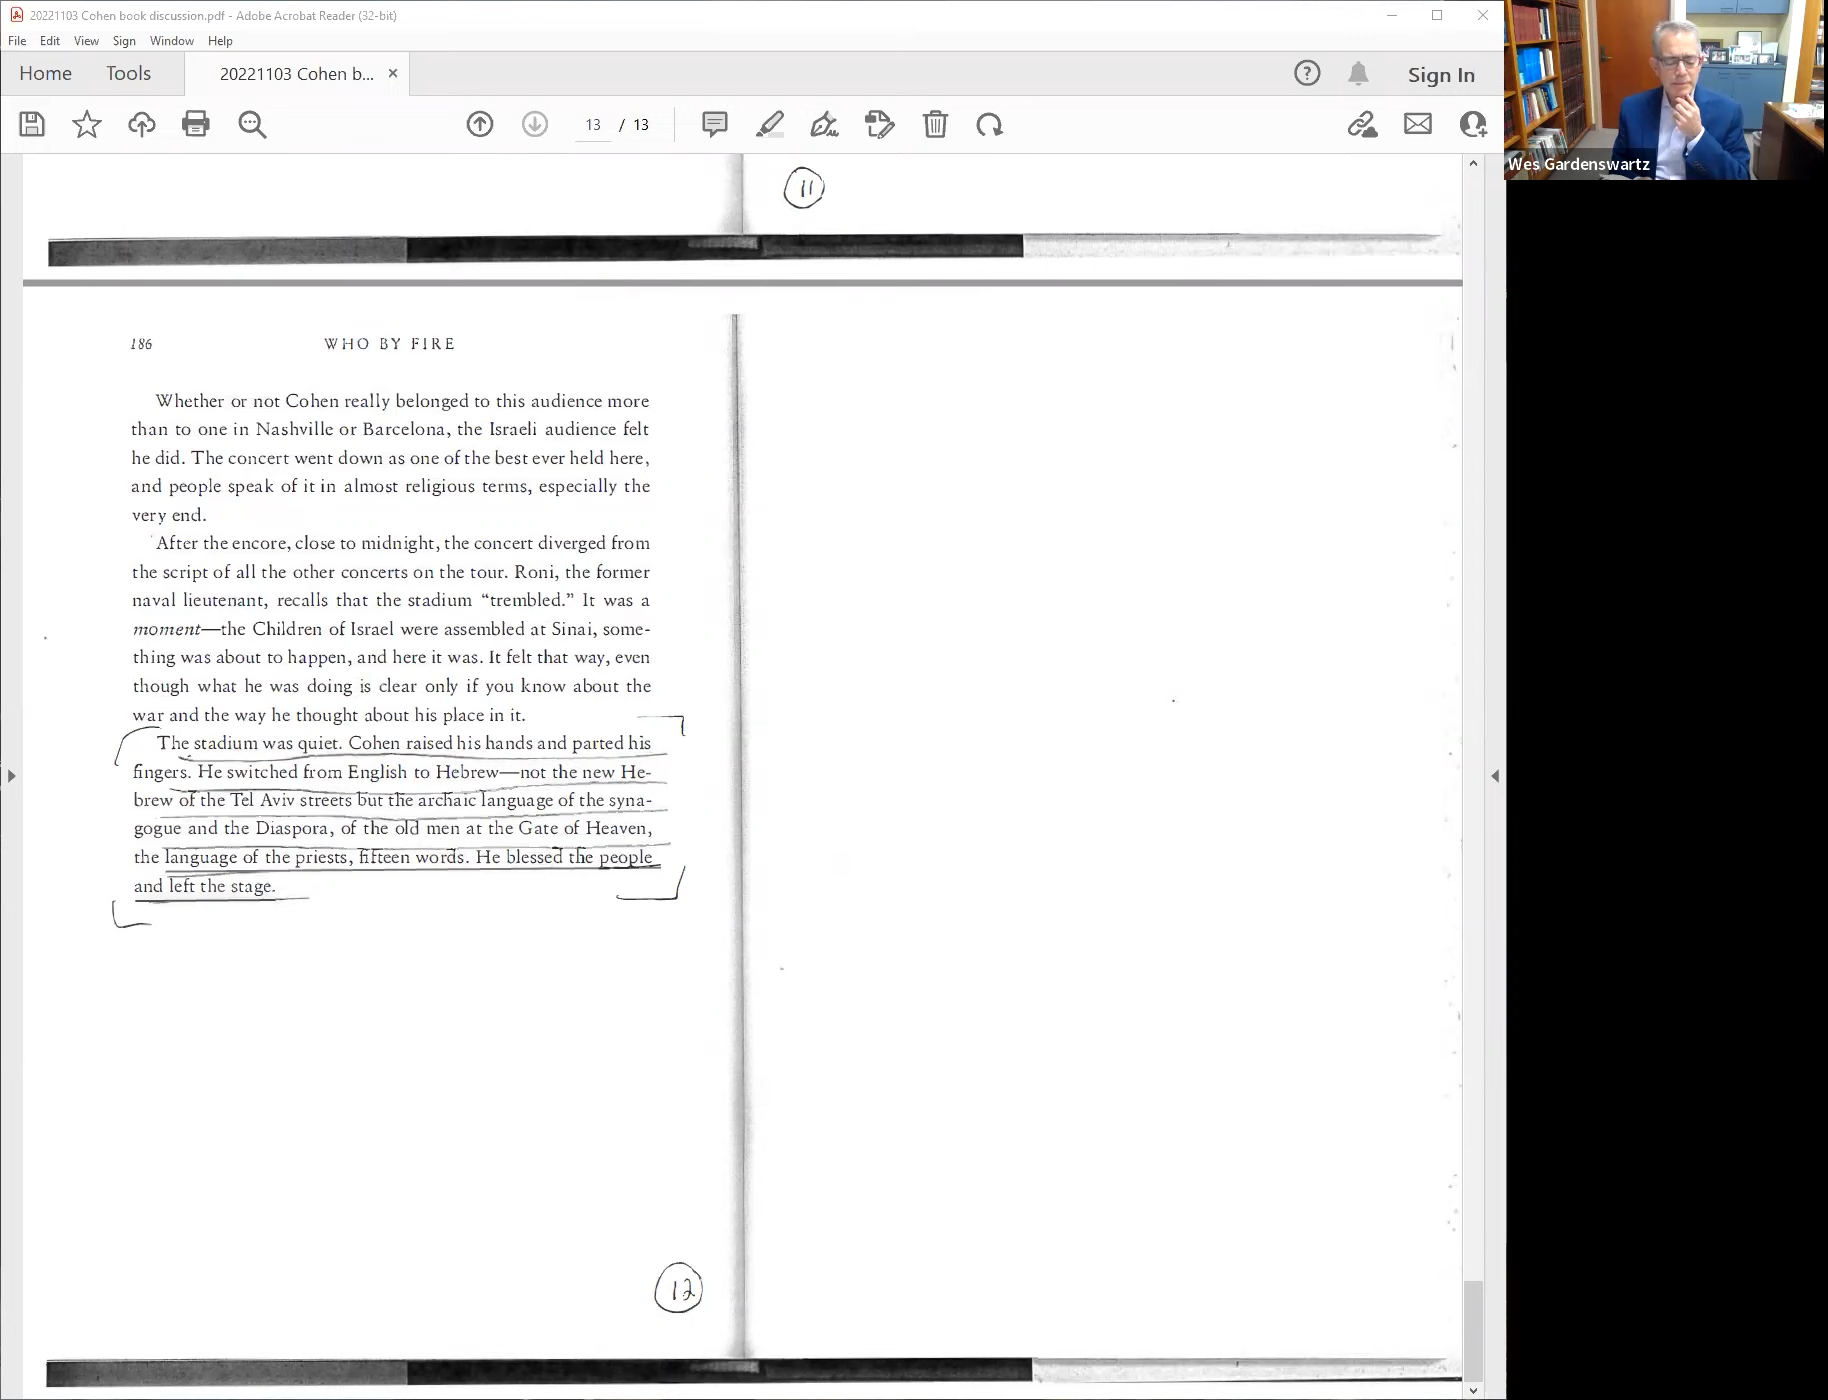 20221103 Cohen book discussion.pdf - Adobe Acrobat Reader (32-bit)
File Edit View Sign Window Help
Home Tools 20221103 Cohen b... × Sign In
13 / 13
Wes Gardenswartz
11
186 WHO BY FIRE
Whether or not Cohen really belonged to this audience more
than to one in Nashville or Barcelona, the Israeli audience felt
he did. The concert went down as one of the best ever held here,
and people speak of it in almost religious terms, especially the
very end.
After the encore, close to midnight, the concert diverged from
the script of all the other concerts on the tour. Roni, the former
naval lieutenant, recalls that the stadium “trembled.” It was a
moment—the Children of Israel were assembled at Sinai, some-
thing was about to happen, and here it was. It felt that way, even
though what he was doing is clear only if you know about the
war and the way he thought about his place in it.
The stadium was quiet. Cohen raised his hands and parted his
fingers. He switched from English to Hebrew—not the new He-
brew of the Tel Aviv streets but the archaic language of the syna-
gogue and the Diaspora, of the old men at the Gate of Heaven,
the language of the priests, fifteen words. He blessed the people
and left the stage.
12